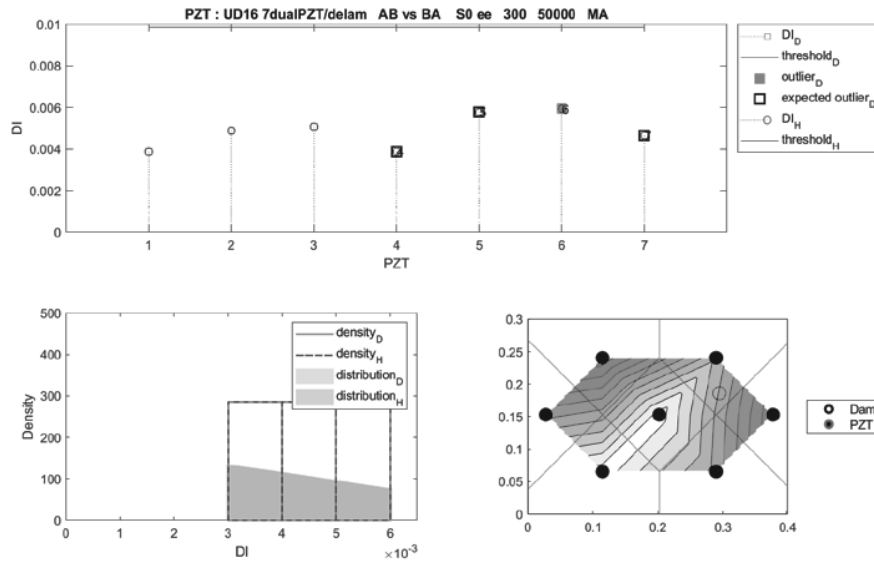 PZT : UD16 7dualPZT/delam AB vs BA S0 ee 300 50000 MA
0.01
0.008
0.006
0.004
0.002
0
DI
4
5
6
1 2 3 4 5 6 7
PZT
DI_D
threshold_D
outlier_D
expected outlier_D
DI_H
threshold_H
500
400
300
200
100
0
Density
density_D
density_H
distribution_D
distribution_H
0 1 2 3 4 5 6
DI
×10⁻³
0.3
0.25
0.2
0.15
0.1
0.05
0
0 0.1 0.2 0.3 0.4
Dam
PZT